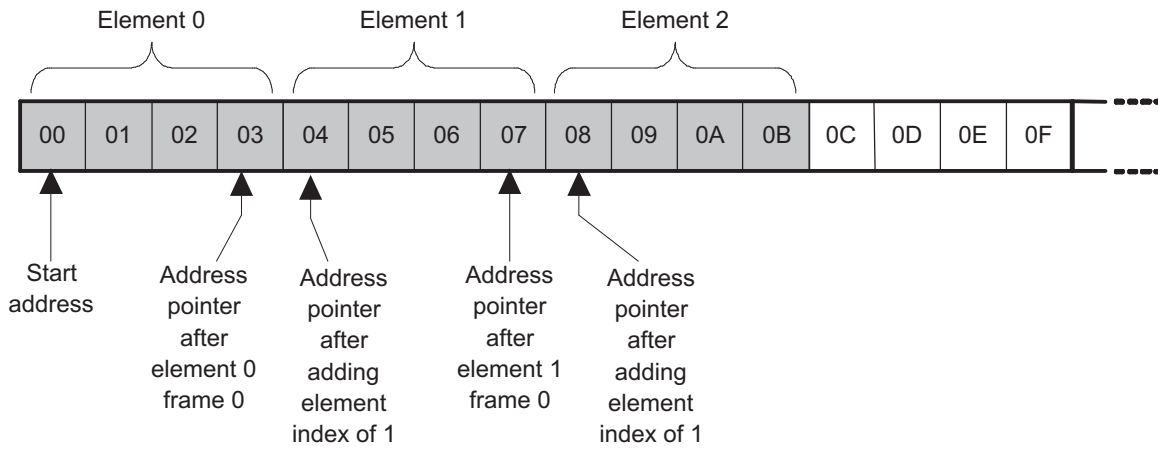 Element 0
Element 1
Element 2
00 01 02 03 04 05 06 07 08 09 0A 0B 0C 0D 0E 0F
Start
address
Address
pointer
after
element 0
frame 0
Address
pointer
after
adding
element
index of 1
Address
pointer
after
element 1
frame 0
Address
pointer
after
adding
element
index of 1